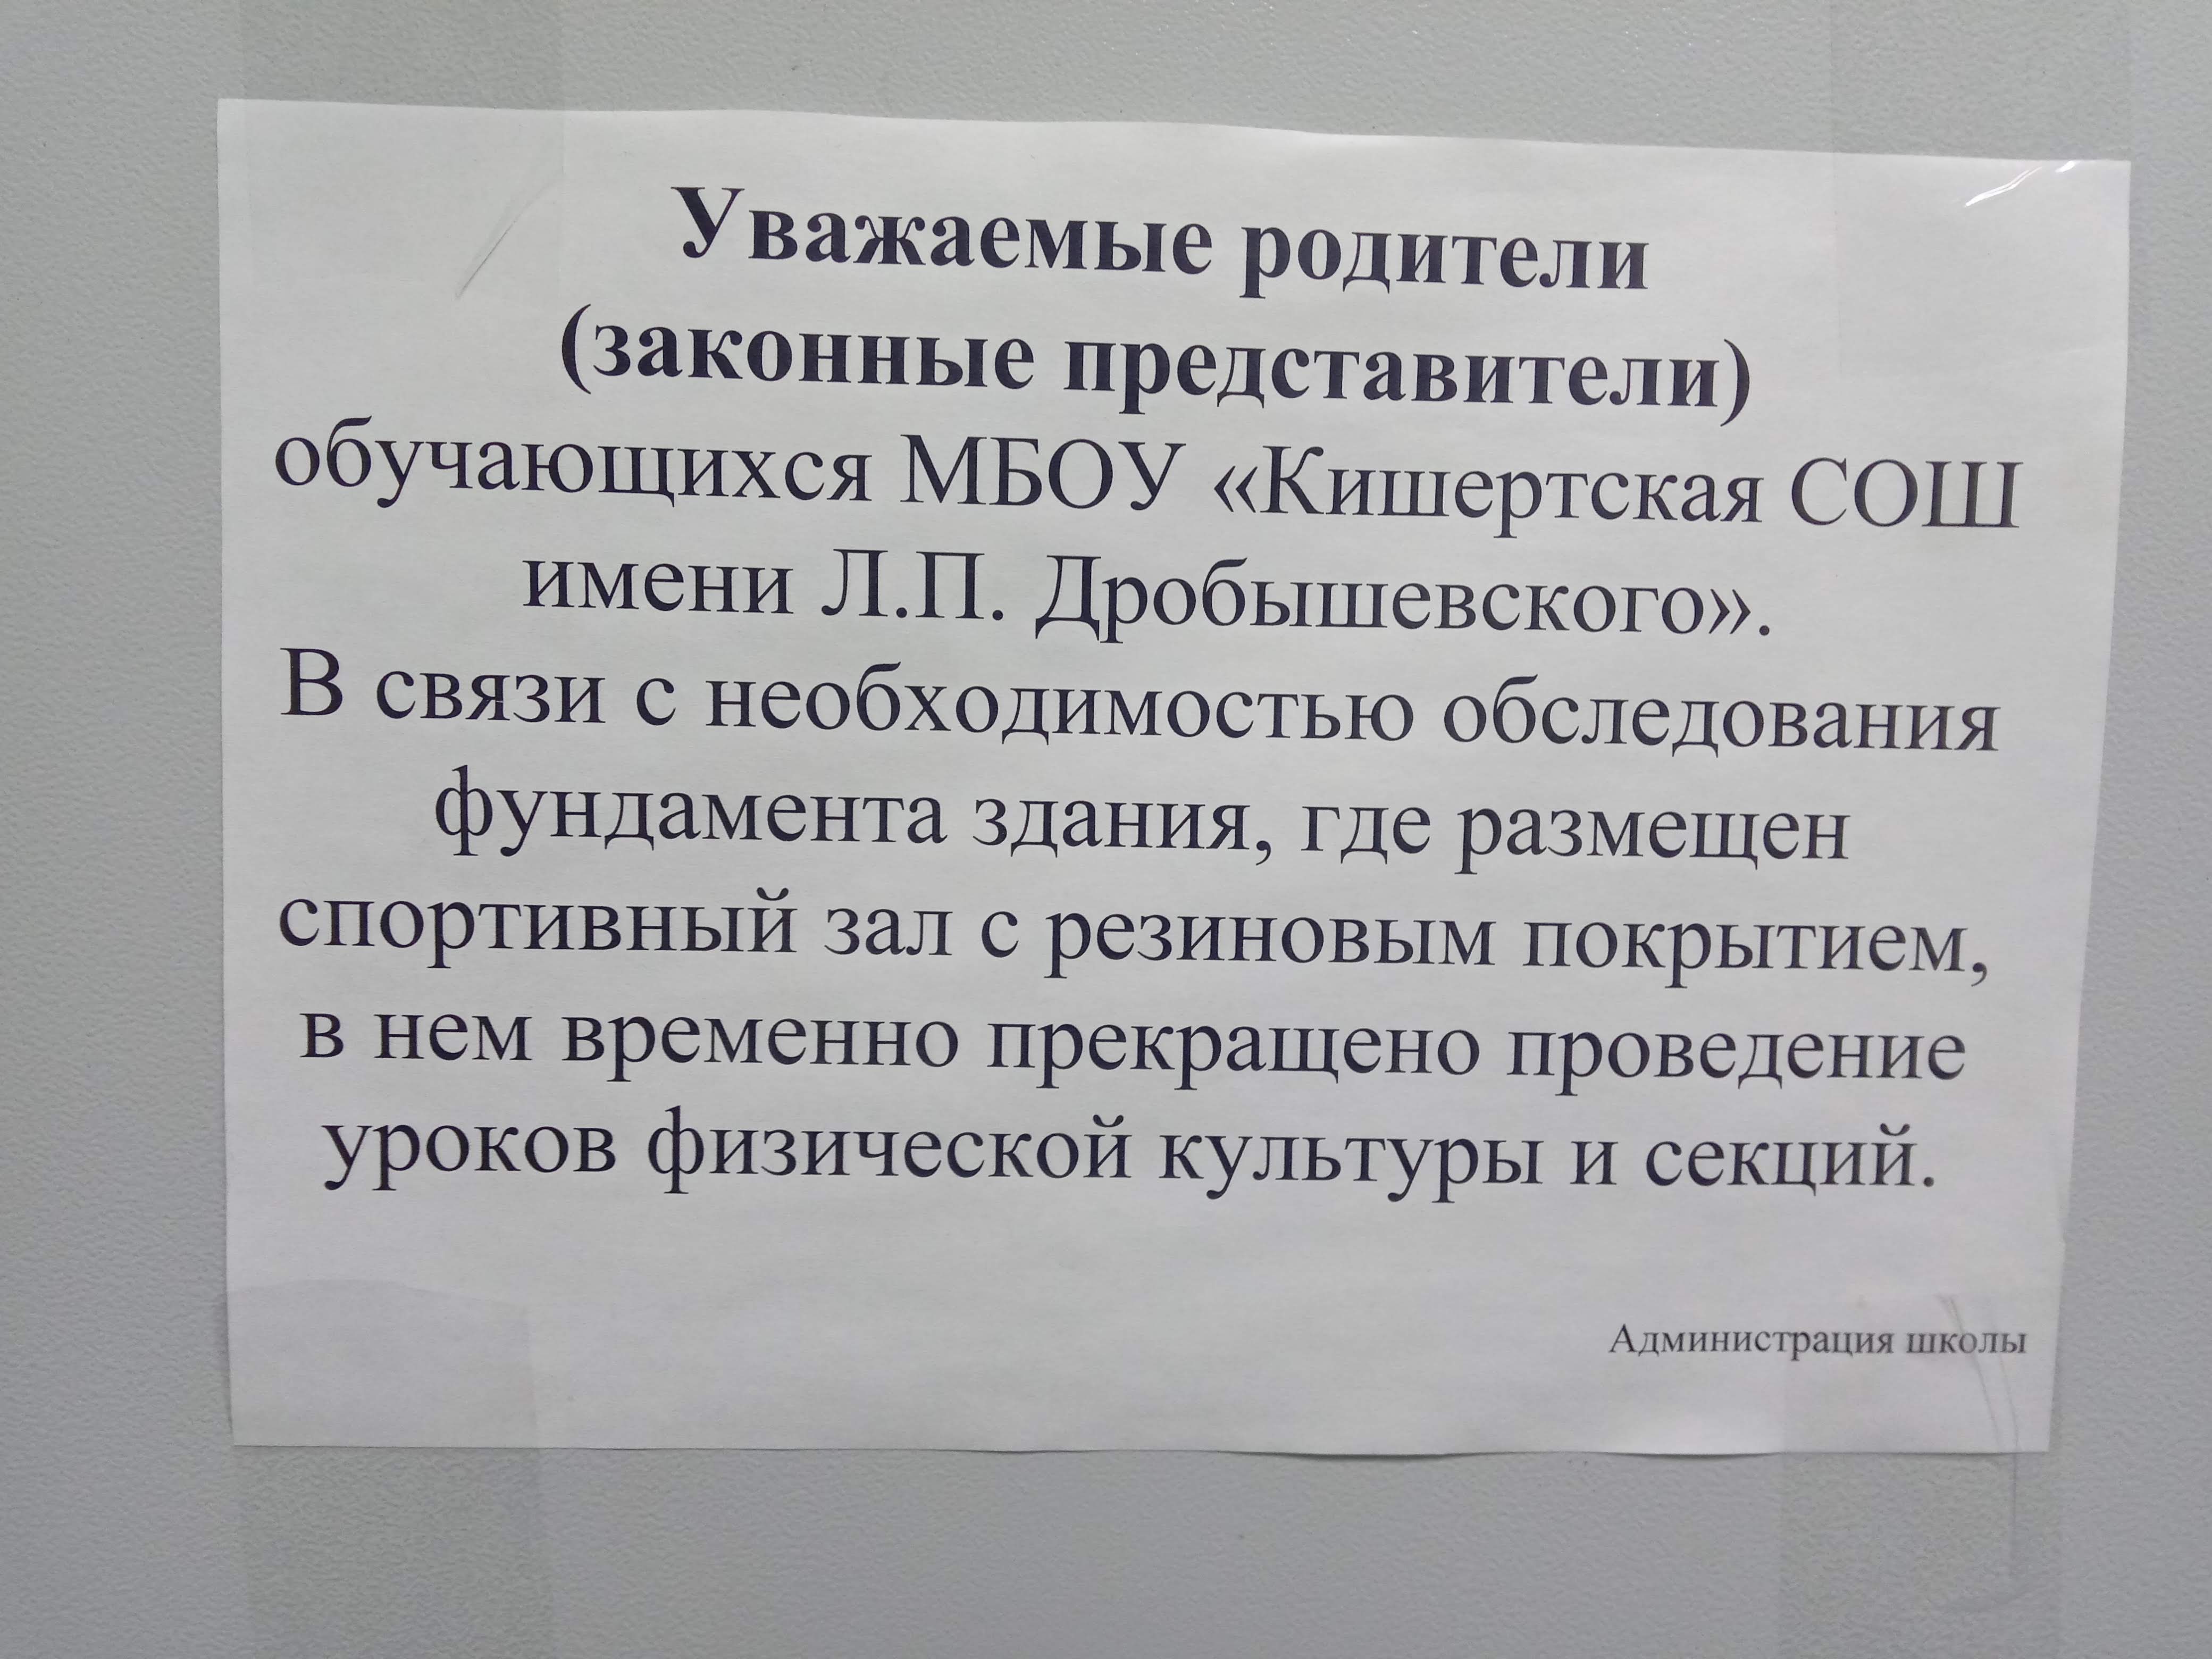 Уважаемые родители
(законные представители)
обучающихся МБОУ «Кишертская СОШ
имени Л.П. Дробышевского».
В связи с необходимостью обследования
фундамента здания, где размещен
спортивный зал с резиновым покрытием,
в нем временно прекращено проведение
уроков физической культуры и секций.
Администрация школы